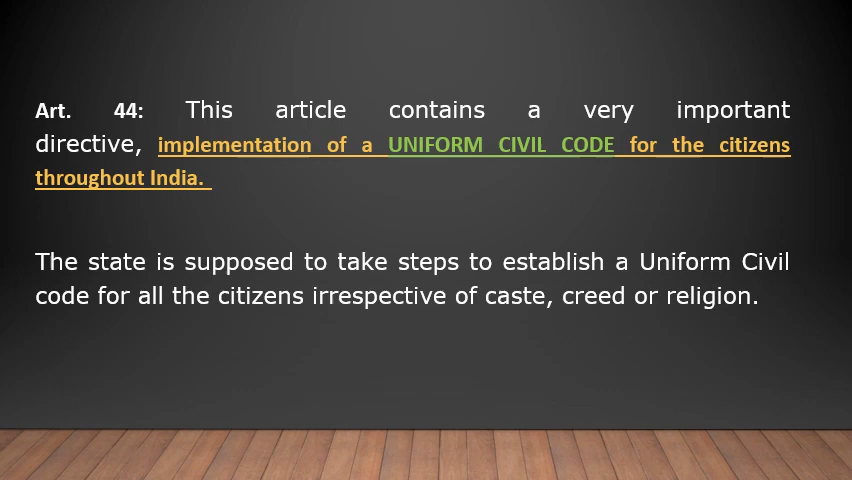 Art. 44: This article contains a very important
directive, implementation of a UNIFORM CIVIL CODE for the citizens
throughout India.
The state is supposed to take steps to establish a Uniform Civil
code for all the citizens irrespective of caste, creed or religion.